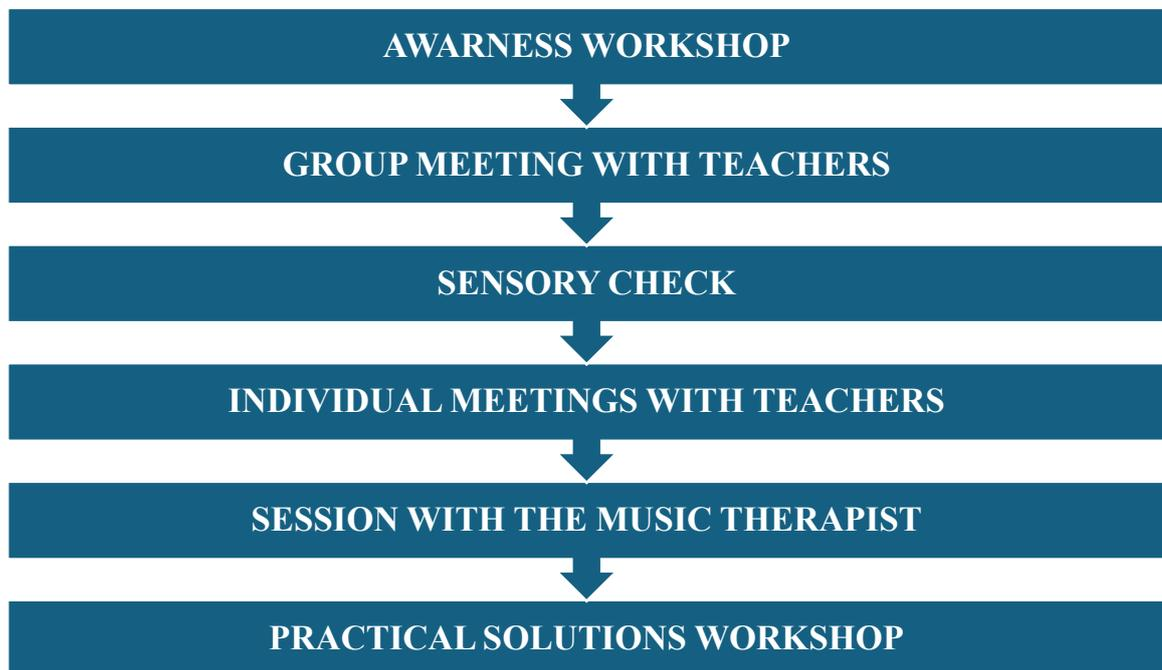 AWARNESS WORKSHOP
GROUP MEETING WITH TEACHERS
SENSORY CHECK
INDIVIDUAL MEETINGS WITH TEACHERS
SESSION WITH THE MUSIC THERAPIST
PRACTICAL SOLUTIONS WORKSHOP